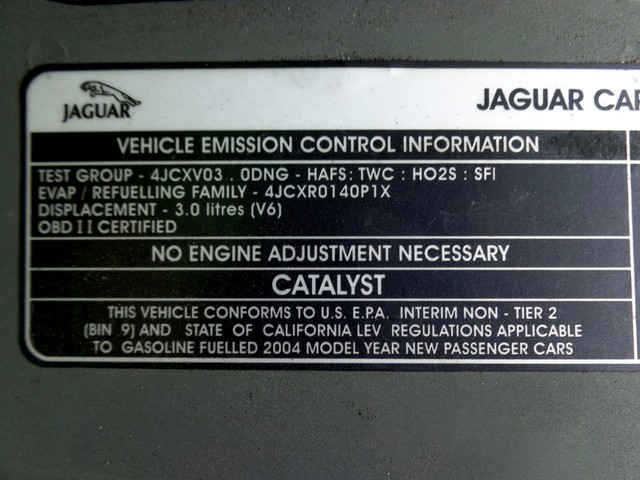 JAGUAR
JAGUAR
VEHICLE EMISSION CONTROL INFORMATION
TEST GROUP - 4JCXV03 . 0DNG - HAFS : TWC : HO2S : SFI
EVAP / REFUELLING FAMILY - 4JCXR0140P1X
DISPLACEMENT - 3.0 litres (V6)
OBD II CERTIFIED
NO ENGINE ADJUSTMENT NECESSARY
CATALYST
THIS VEHICLE CONFORMS TO U.S. E.P.A. INTERIM NON - TIER 2
(BIN 9) AND STATE OF CALIFORNIA LEV REGULATIONS APPLICABLE
TO GASOLINE FUELLED 2004 MODEL YEAR NEW PASSENGER CARS